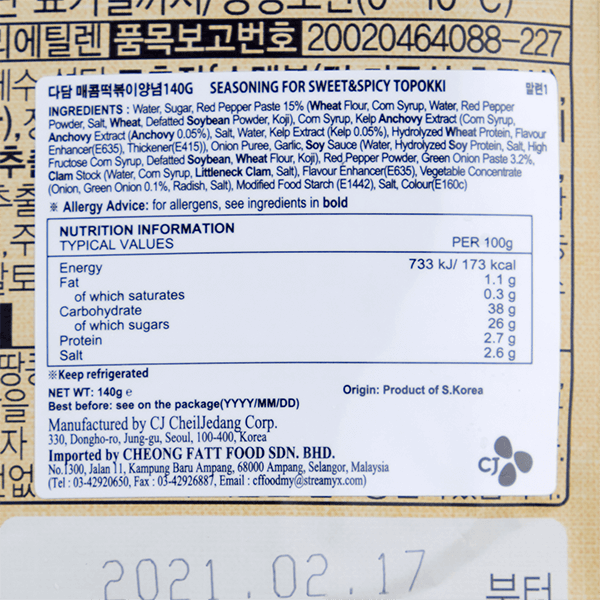 리에틸렌 품목보고번호 20020464088-227
다담 매콤떡볶이양념140G SEASONING FOR SWEET&SPICY TOPOKKI 말련1
INGREDIENTS : Water, Sugar, Red Pepper Paste 15% (Wheat Flour, Corn Syrup, Water, Red Pepper
Powder, Salt, Wheat, Defatted Soybean Powder, Koji), Corn Syrup, Kelp Anchovy Extract (Corn Syrup,
Anchovy Extract (Anchovy 0.05%), Salt, Water, Kelp Extract (Kelp 0.05%), Hydrolyzed Wheat Protein, Flavour
Enhancer(E635), Thickener(E415)), Onion Puree, Garlic, Soy Sauce (Water, Hydrolyzed Soy Protein, Salt, High
Fructose Corn Syrup, Defatted Soybean, Wheat Flour, Koji), Red Pepper Powder, Green Onion Paste 3.2%,
Clam Stock (Water, Corn Syrup, Littleneck Clam, Salt), Flavour Enhancer(E635), Vegetable Concentrate
(Onion, Green Onion 0.1%, Radish, Salt), Modified Food Starch (E1442), Salt, Colour(E160c)
※ Allergy Advice: for allergens, see ingredients in bold
NUTRITION INFORMATION
TYPICAL VALUES PER 100g
Energy 733 kJ/ 173 kcal
Fat 1.1 g
of which saturates 0.3 g
Carbohydrate 38 g
of which sugars 26 g
Protein 2.7 g
Salt 2.6 g
※Keep refrigerated
NET WT: 140g e Origin: Product of S.Korea
Best before: see on the package(YYYY/MM/DD)
Manufactured by CJ CheilJedang Corp.
330, Dongho-ro, Jung-gu, Seoul, 100-400, Korea
Imported by CHEONG FATT FOOD SDN. BHD.
No.1300, Jalan 11, Kampung Baru Ampang, 68000 Ampang, Selangor, Malaysia
(Tel : 03-42920650, Fax : 03-42926887, Email : cffoodmy@streamyx.com)
CJ
2021.02.17 부터